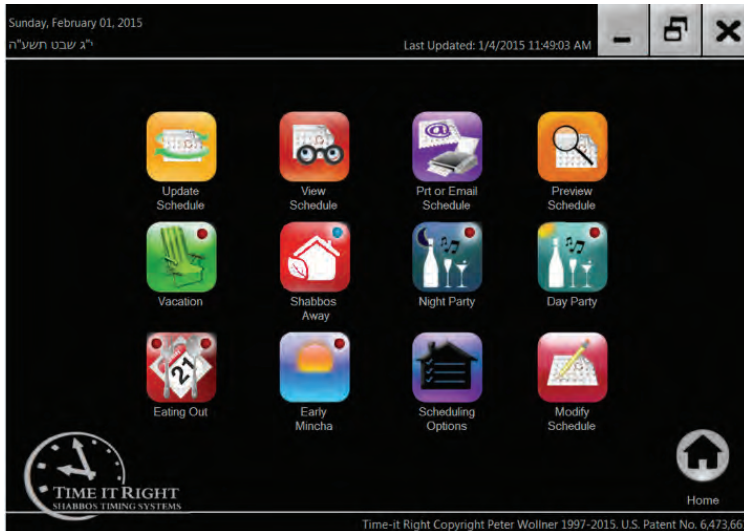 Sunday, February 01, 2015
י"ג שבט תשע"ה
Last Updated: 1/4/2015 11:49:03 AM
Update
Schedule
View
Schedule
Prt or Email
Schedule
Preview
Schedule
Vacation
Shabbos
Away
Night Party
Day Party
21
Eating Out
Early
Mincha
Scheduling
Options
Modify
Schedule
TIME IT RIGHT
SHABBOS TIMING SYSTEMS
Home
Time-it Right Copyright Peter Wollner 1997-2015. U.S. Patent No. 6,473,66